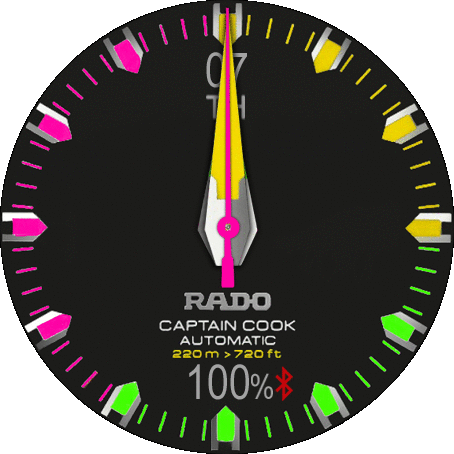 07
TH
RADO
CAPTAIN COOK
AUTOMATIC
220 m > 720 ft
100%